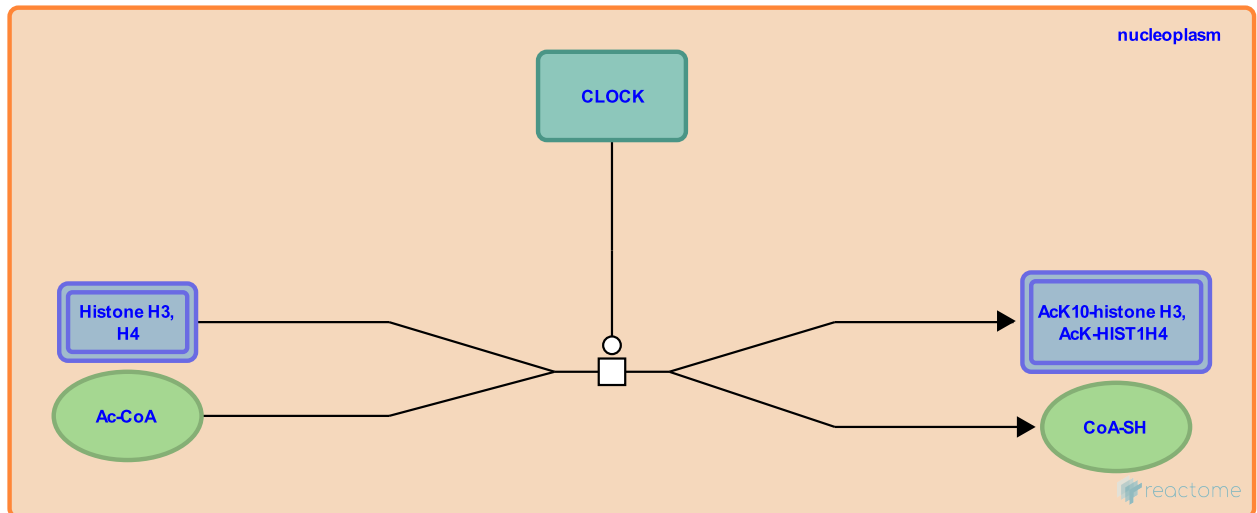 nucleoplasm
CLOCK
Histone H3,
H4
AcK10-histone H3,
AcK-HIST1H4
Ac-CoA
CoA-SH
reactome